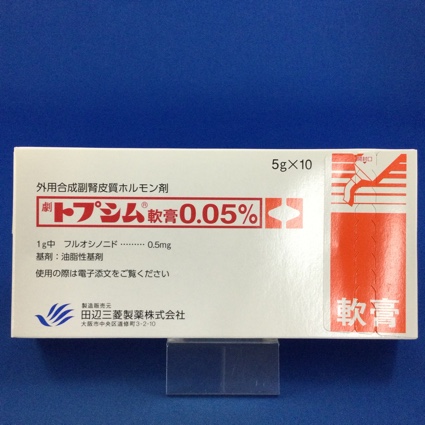 5g×10
外用合成副腎皮質ホルモン剤
劇 トプシム®軟膏0.05%
1g中 フルオシノニド ……… 0.5mg
基剤：油脂性基剤
使用の際は電子添文をご覧ください
製造販売元
田辺三菱製薬株式会社
大阪市中央区道修町3-2-10
軟膏